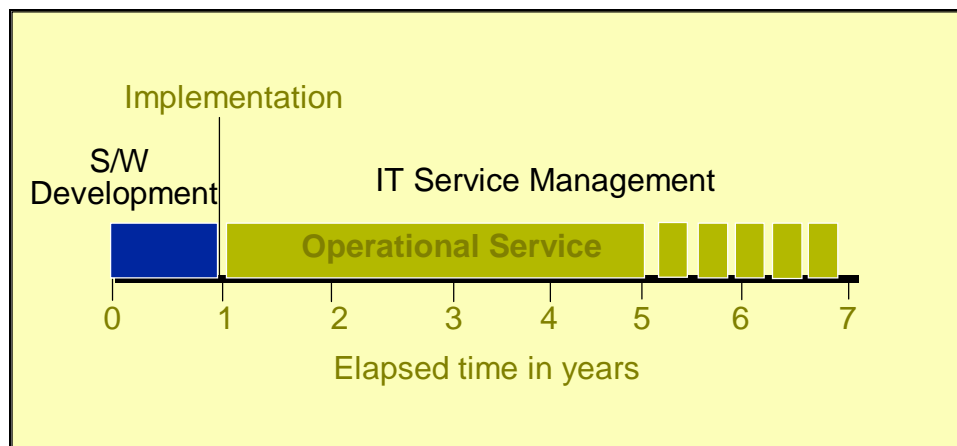 Implementation
S/W
Development
IT Service Management
Operational Service
0 1 2 3 4 5 6 7
Elapsed time in years